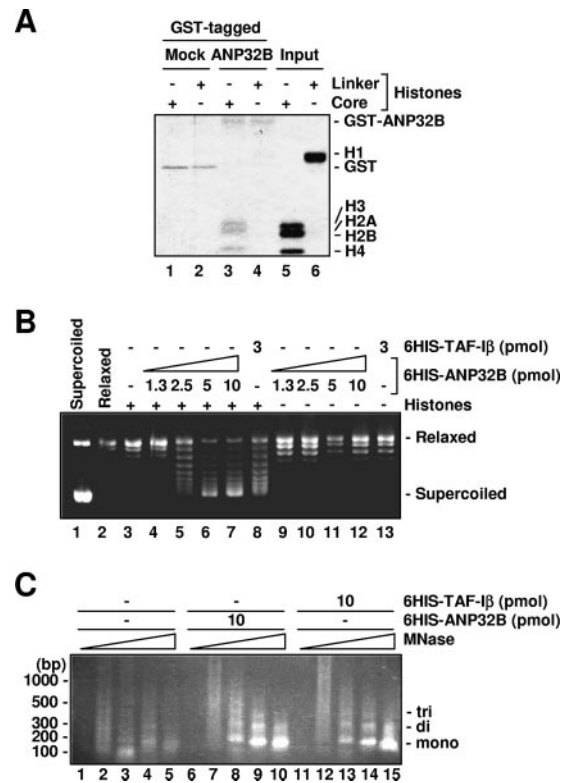 A
GST-tagged
Mock ANP32B Input
- + - + - + Linker
+ - + - + - Core
Histones
- GST-ANP32B
- H1
- GST
H3
H2A
- H2B
- H4
1 2 3 4 5 6
B
Supercoiled
Relaxed
- - - - - 3 - - - - 3 6HIS-TAF-Iβ (pmol)
- 1.3 2.5 5 10 - 1.3 2.5 5 10 - 6HIS-ANP32B (pmol)
+ + + + + + - - - - - Histones
- Relaxed
- Supercoiled
1 2 3 4 5 6 7 8 9 10 11 12 13
C
- - 10 6HIS-TAF-Iβ (pmol)
- 10 - 6HIS-ANP32B (pmol)
MNase
(bp)
1000 -
500 -
300 -
200 -
100 -
- tri
- di
- mono
1 2 3 4 5 6 7 8 9 10 11 12 13 14 15